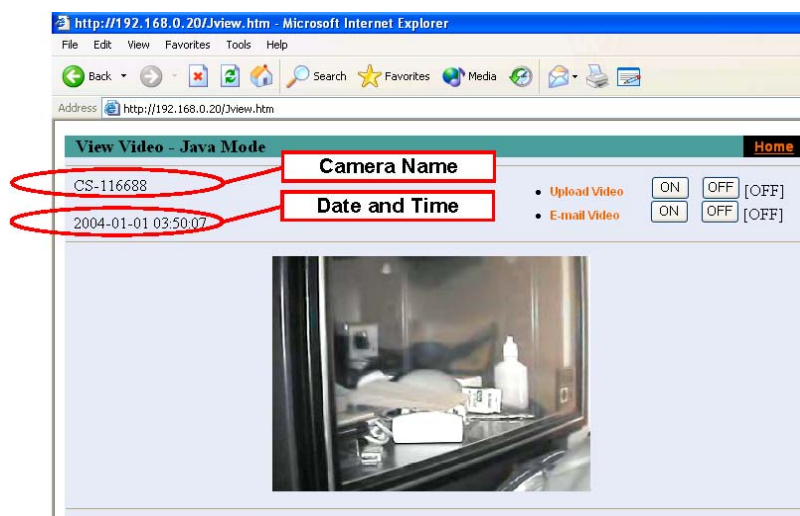 http://192.168.0.20/Jview.htm - Microsoft Internet Explorer
File Edit View Favorites Tools Help
Back Search Favorites Media
Address http://192.168.0.20/Jview.htm
View Video - Java Mode Home
Camera Name
CS-116688
Upload Video ON OFF [OFF]
Date and Time
E-mail Video ON OFF [OFF]
2004-01-01 03:50:07